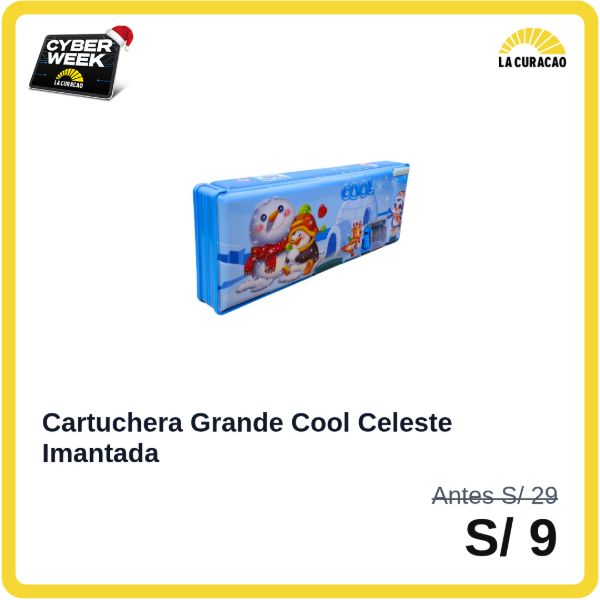 CYBER
WEEK
LA CURACAO
LA CURACAO
COOL
Cartuchera Grande Cool Celeste
Imantada
Antes S/ 29
S/ 9